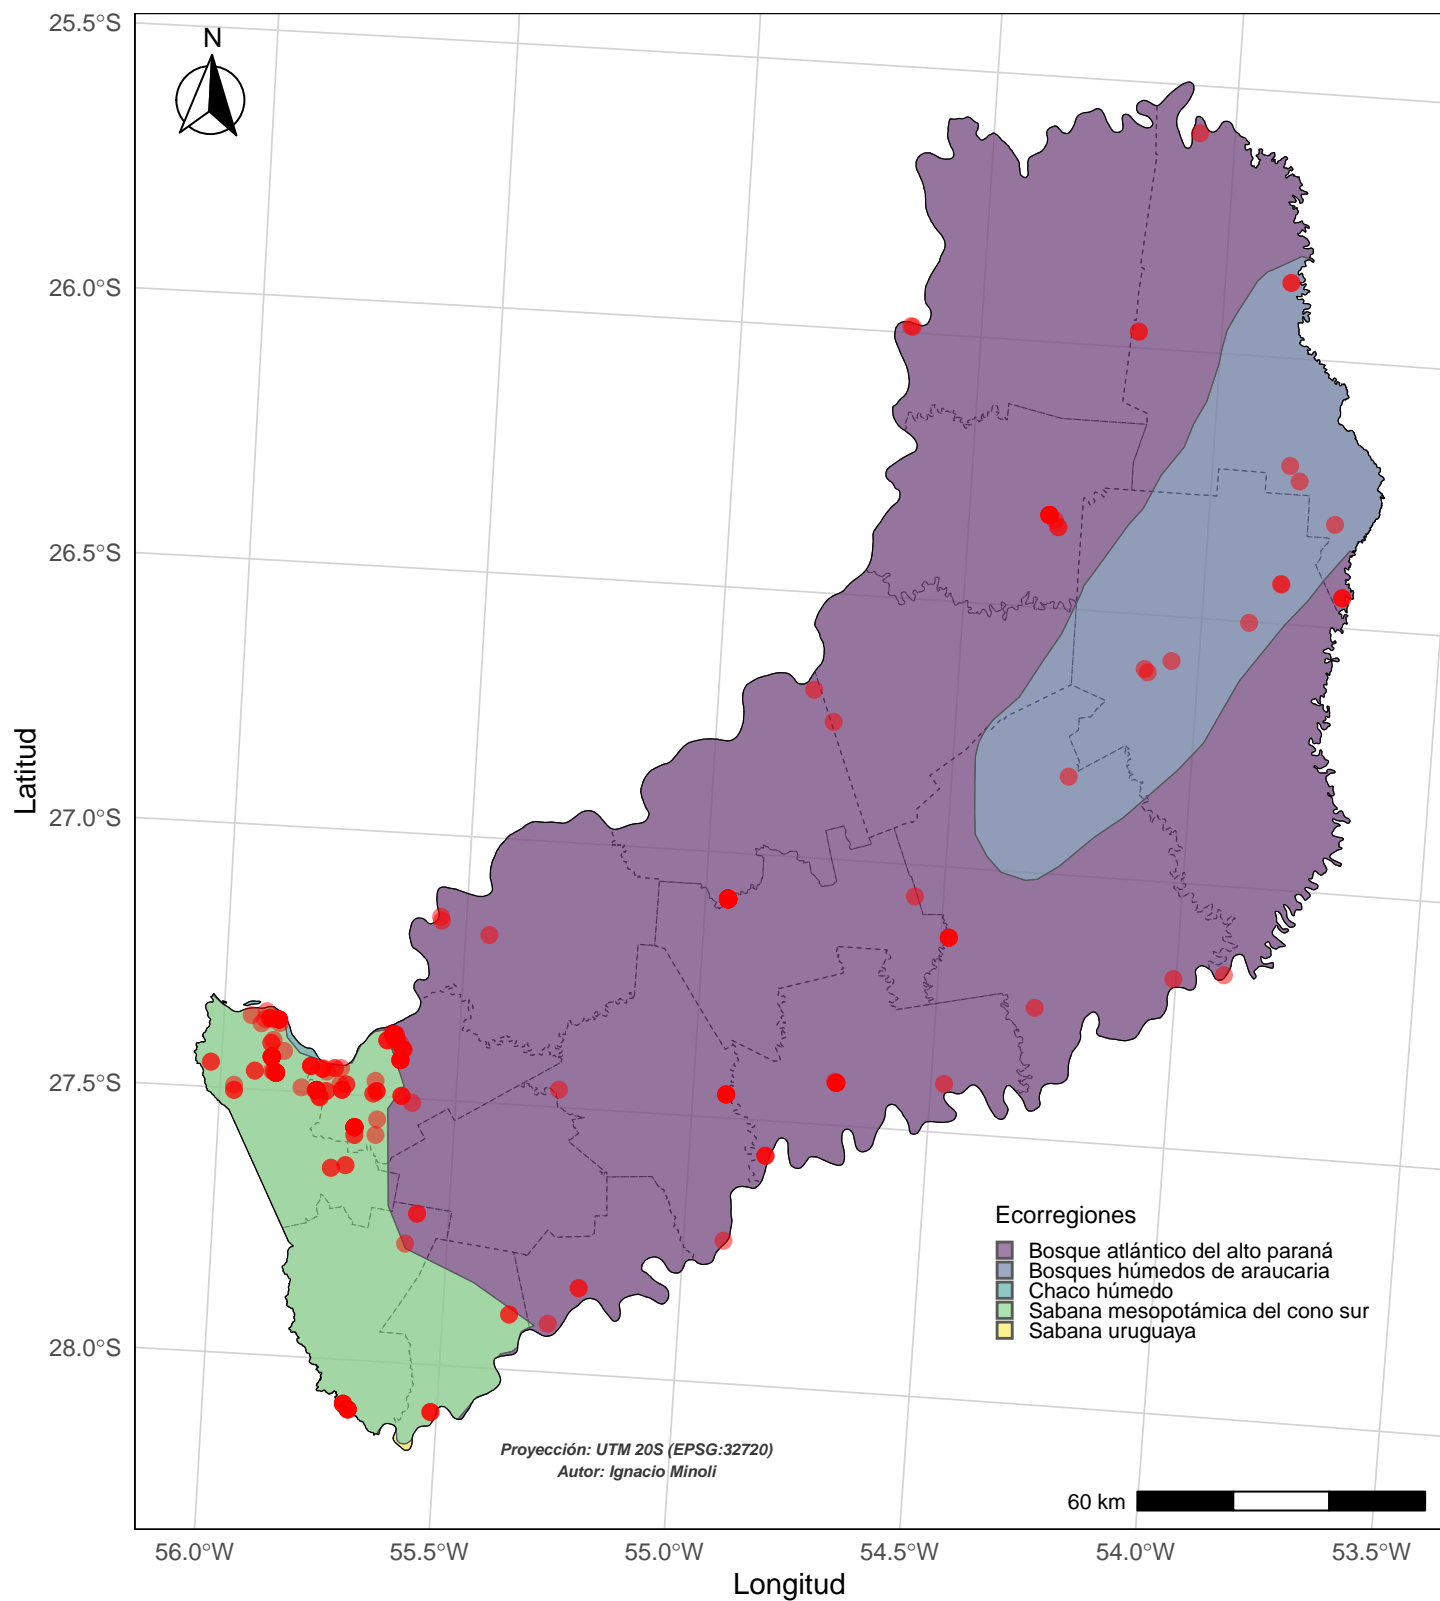 25.5°S
N
26.0°S
26.5°S
27.0°S
27.5°S
28.0°S
Latitud
Ecorregiones
Bosque atlántico del alto paraná
Bosques húmedos de araucaria
Chaco húmedo
Sabana mesopotámica del cono sur
Sabana uruguaya
Proyección: UTM 20S (EPSG:32720)
Autor: Ignacio Minoli
60 km
56.0°W 55.5°W 55.0°W 54.5°W 54.0°W 53.5°W
Longitud